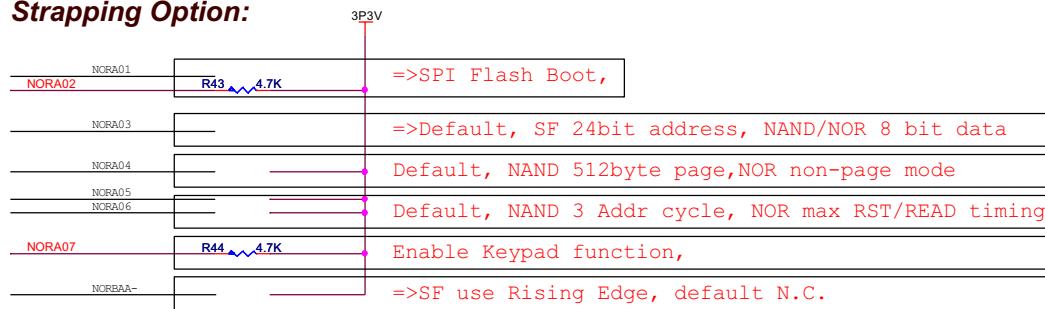 Strapping Option:
3P3V
NORA01
=>SPI Flash Boot,
NORA02 R43 4.7K
NORA03 =>Default, SF 24bit address, NAND/NOR 8 bit data
NORA04 Default, NAND 512byte page,NOR non-page mode
NORA05
NORA06 Default, NAND 3 Addr cycle, NOR max RST/READ timing
NORA07 R44 4.7K Enable Keypad function,
NORBAA- =>SF use Rising Edge, default N.C.